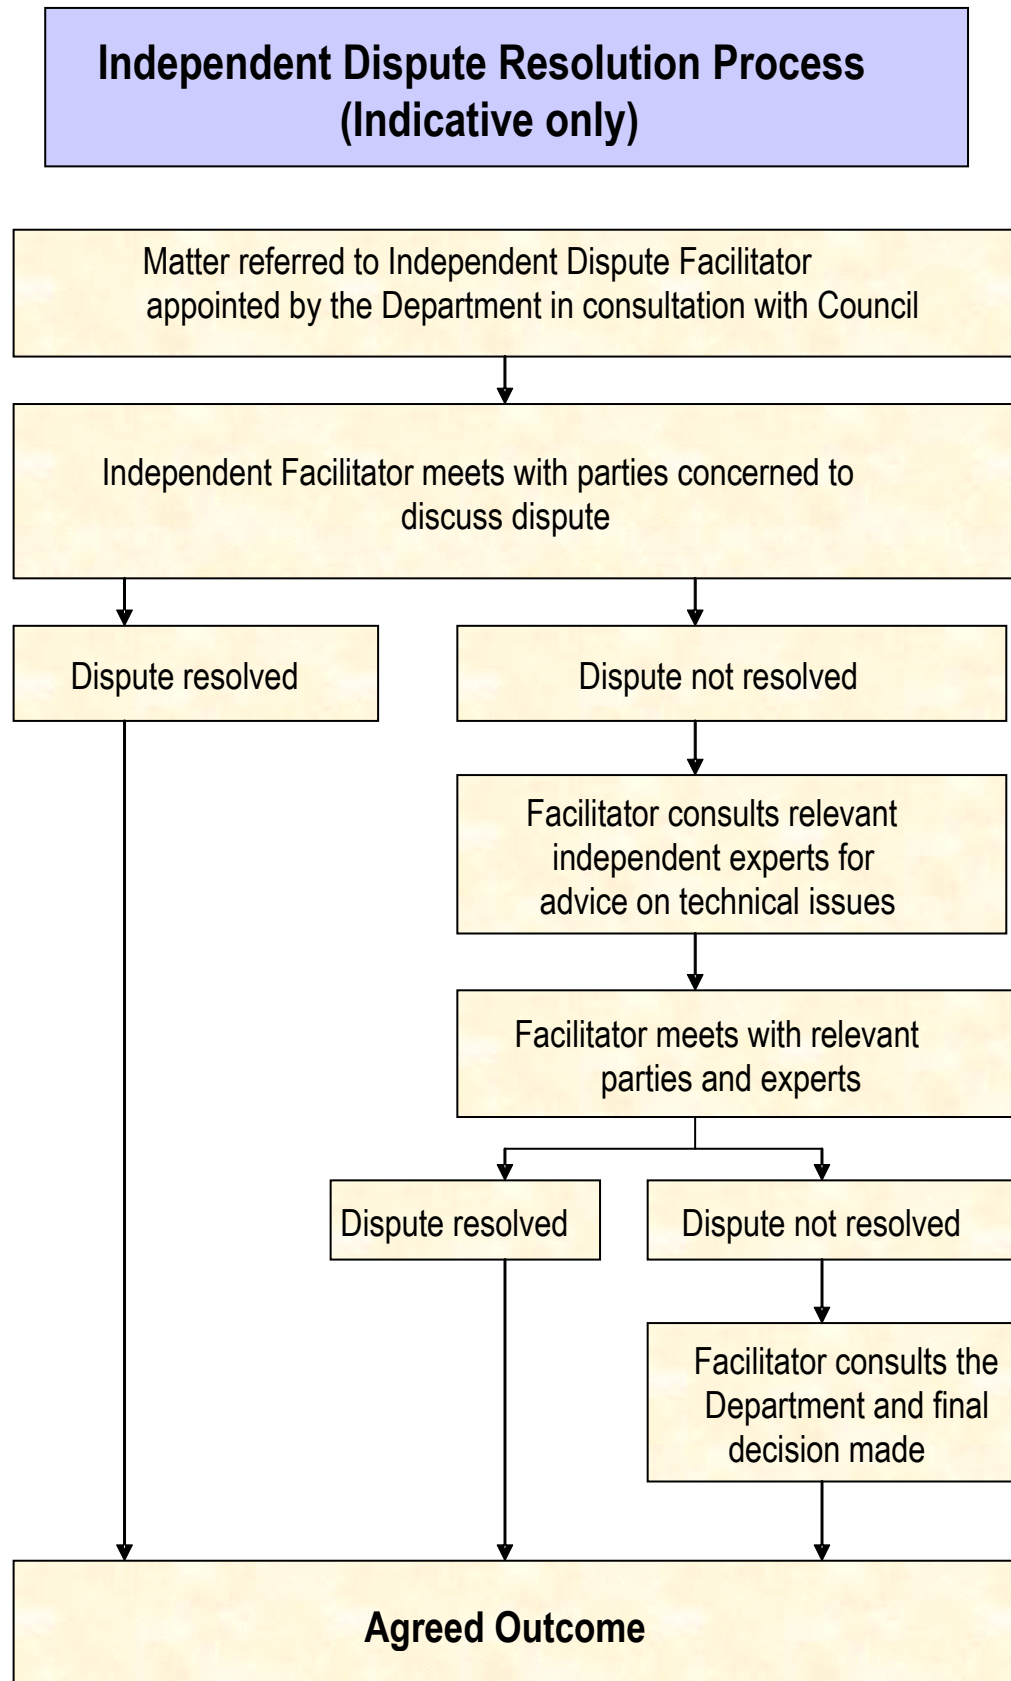 Independent Dispute Resolution Process
(Indicative only)
Matter referred to Independent Dispute Facilitator
appointed by the Department in consultation with Council
Independent Facilitator meets with parties concerned to
discuss dispute
Dispute resolved
Dispute not resolved
Facilitator consults relevant
independent experts for
advice on technical issues
Facilitator meets with relevant
parties and experts
Dispute resolved
Dispute not resolved
Facilitator consults the
Department and final
decision made
Agreed Outcome